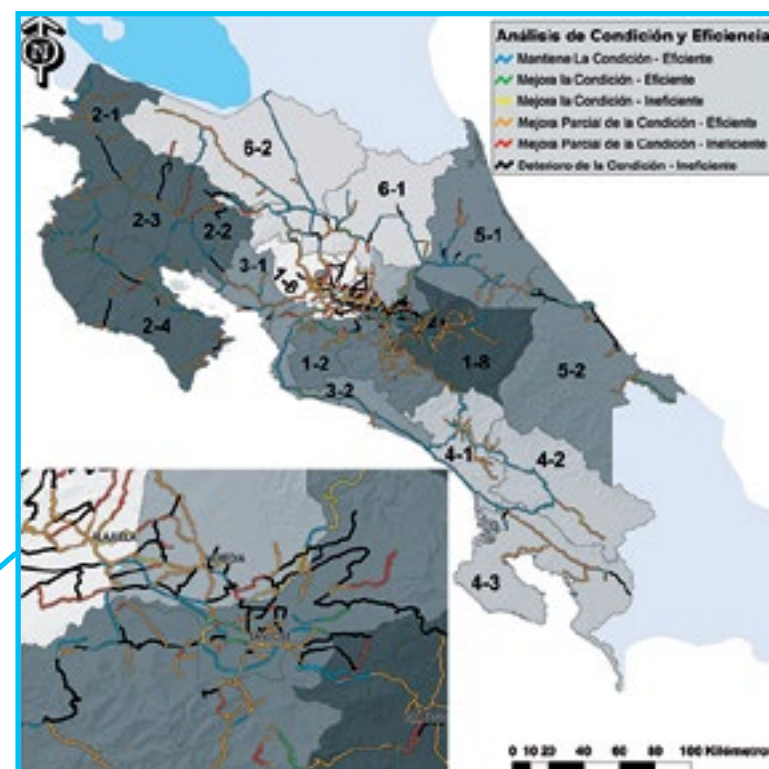 N
Análisis de Condición y Eficiencia
Mantiene La Condición - Eficiente
Mejora la Condición - Eficiente
Mejora la Condición - Ineficiente
Mejora Parcial de la Condición - Eficiente
Mejora Parcial de la Condición - Ineficiente
Deterioro de la Condición - Ineficiente
2-1
6-2
6-1
5-1
2-3
2-2
3-1
1-8
5-2
2-4
1-2
3-2
4-1
4-2
4-3
0 10 20 40 60 80 100 Kilómetros